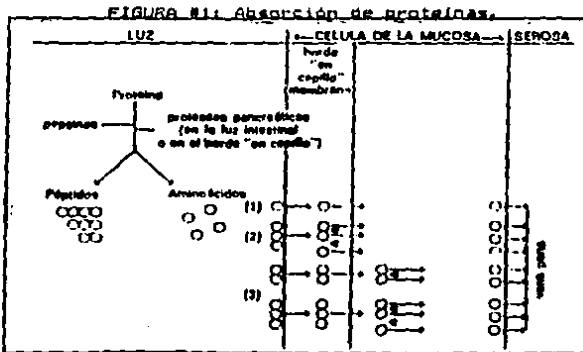 FIGURA #1: Absorción de proteínas.
LUZ
CELULA DE LA MUCOSA
SEROSA
borde
"en
cepillo"
(membrana)
Proteína
pepsinas
proteasas pancreáticas
(en la luz intestinal
o en el borde "en cepillo")
Péptidos
Aminoácidos
(1)
(2)
(3)
vena porta